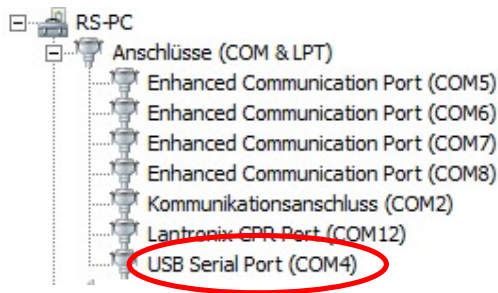 RS-PC
Anschlüsse (COM & LPT)
Enhanced Communication Port (COM5)
Enhanced Communication Port (COM6)
Enhanced Communication Port (COM7)
Enhanced Communication Port (COM8)
Kommunikationsanschluss (COM2)
Lantronix CPR Port (COM12)
USB Serial Port (COM4)